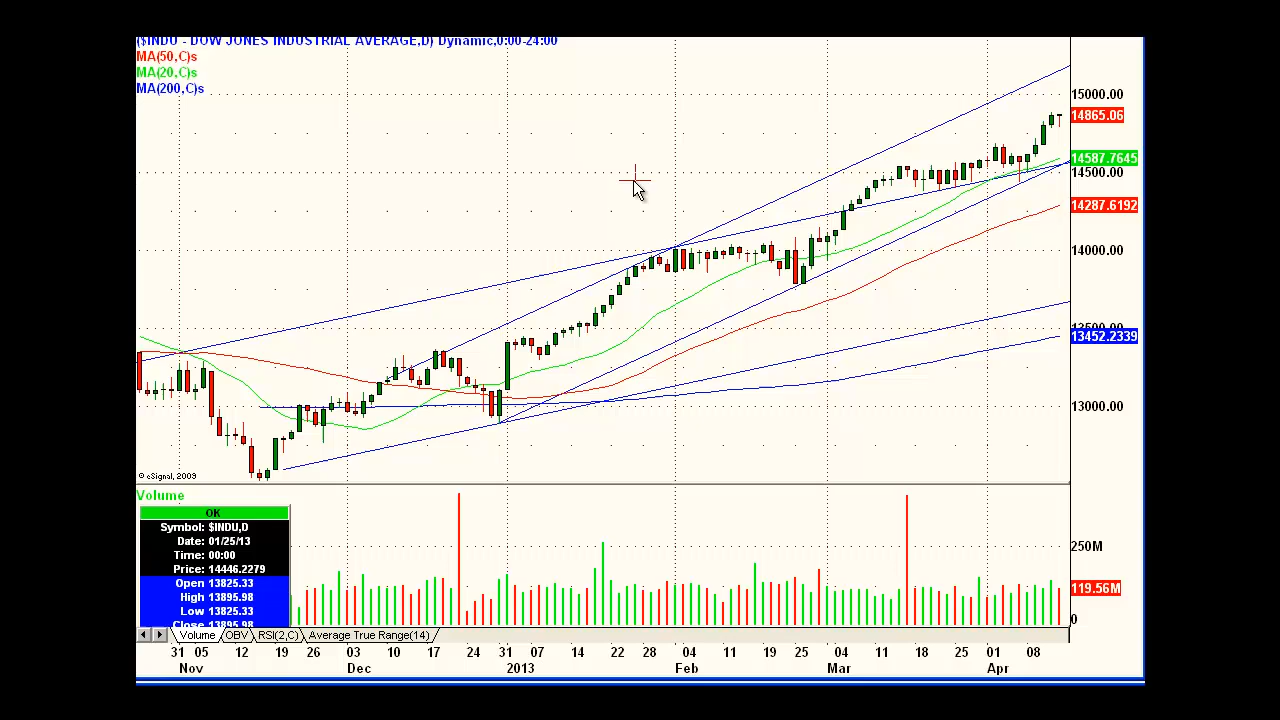 ($INDU - DOW JONES INDUSTRIAL AVERAGE,D) Dynamic,0:00-24:00
MA(50,C)s
MA(20,C)s
MA(200,C)s
15000.00
14865.06
14587.7645
14500.00
14287.6192
14000.00
13500.00
13452.2339
13000.00
© eSignal, 2009
Volume
OK
Symbol: $INDU,D
Date: 01/25/13
Time: 00:00
Price: 14446.2279
Open 13825.33
High 13895.98
Low 13825.33
Close 13895.98
250M
119.56M
0
Volume OBV RSI(2,C) Average True Range(14)
31 05 12 19 26 03 10 17 24 31 07 14 22 28 04 11 19 25 04 11 18 25 01 08
Nov Dec 2013 Feb Mar Apr